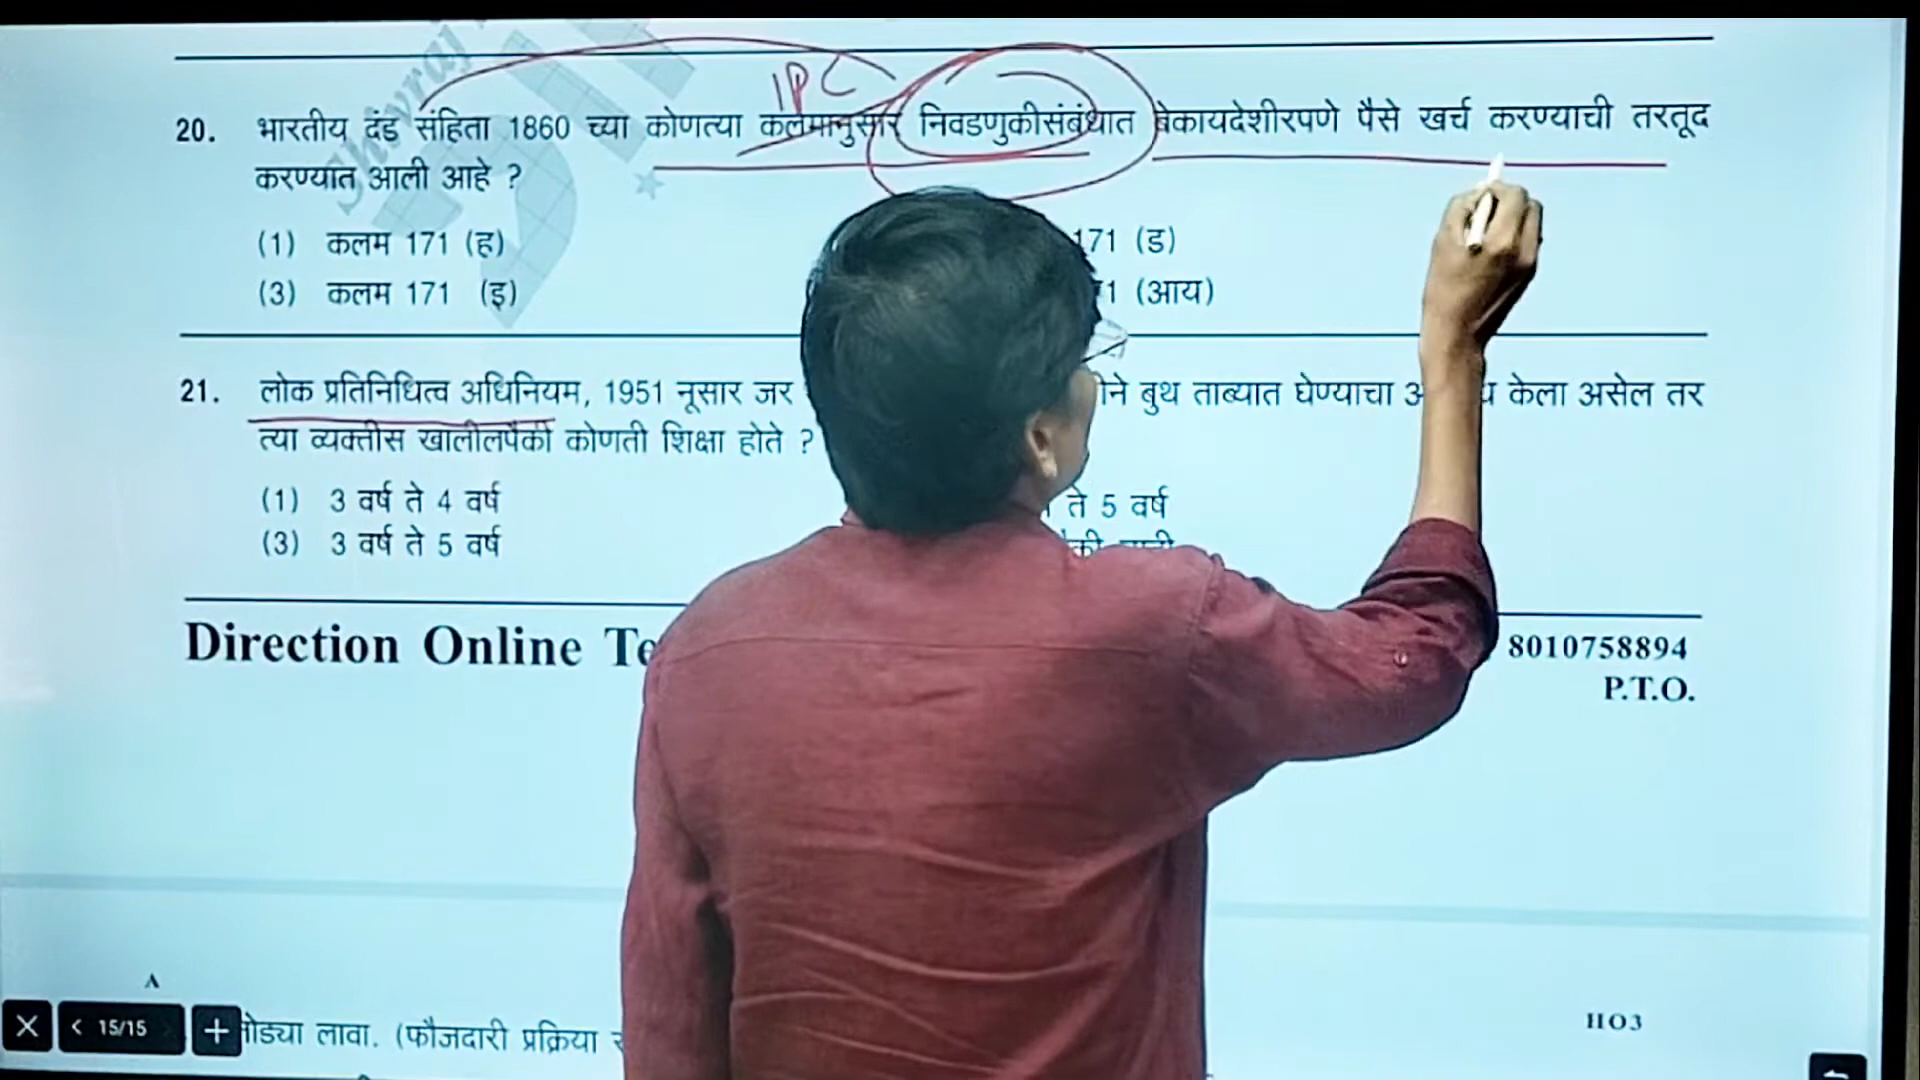 Shivraj
IPC
20. भारतीय दंड संहिता 1860 च्या कोणत्या कलमानुसार निवडणुकीसंबंधात बेकायदेशीरपणे पैसे खर्च करण्याची तरतूद
करण्यात आली आहे ?
(1) कलम 171 (ह) 171 (ड)
(3) कलम 171 (इ) 1 (आय)
21. लोक प्रतिनिधित्व अधिनियम, 1951 नूसार जर ने बुथ ताब्यात घेण्याचा केला असेल तर
त्या व्यक्तीस खालीलपैकी कोणती शिक्षा होते ?
(1) 3 वर्ष ते 4 वर्ष ते 5 वर्ष
(3) 3 वर्ष ते 5 वर्ष
Direction Online Te 8010758894
P.T.O.
A
HO3
15/15
लावा. (फौजदारी प्रक्रिया